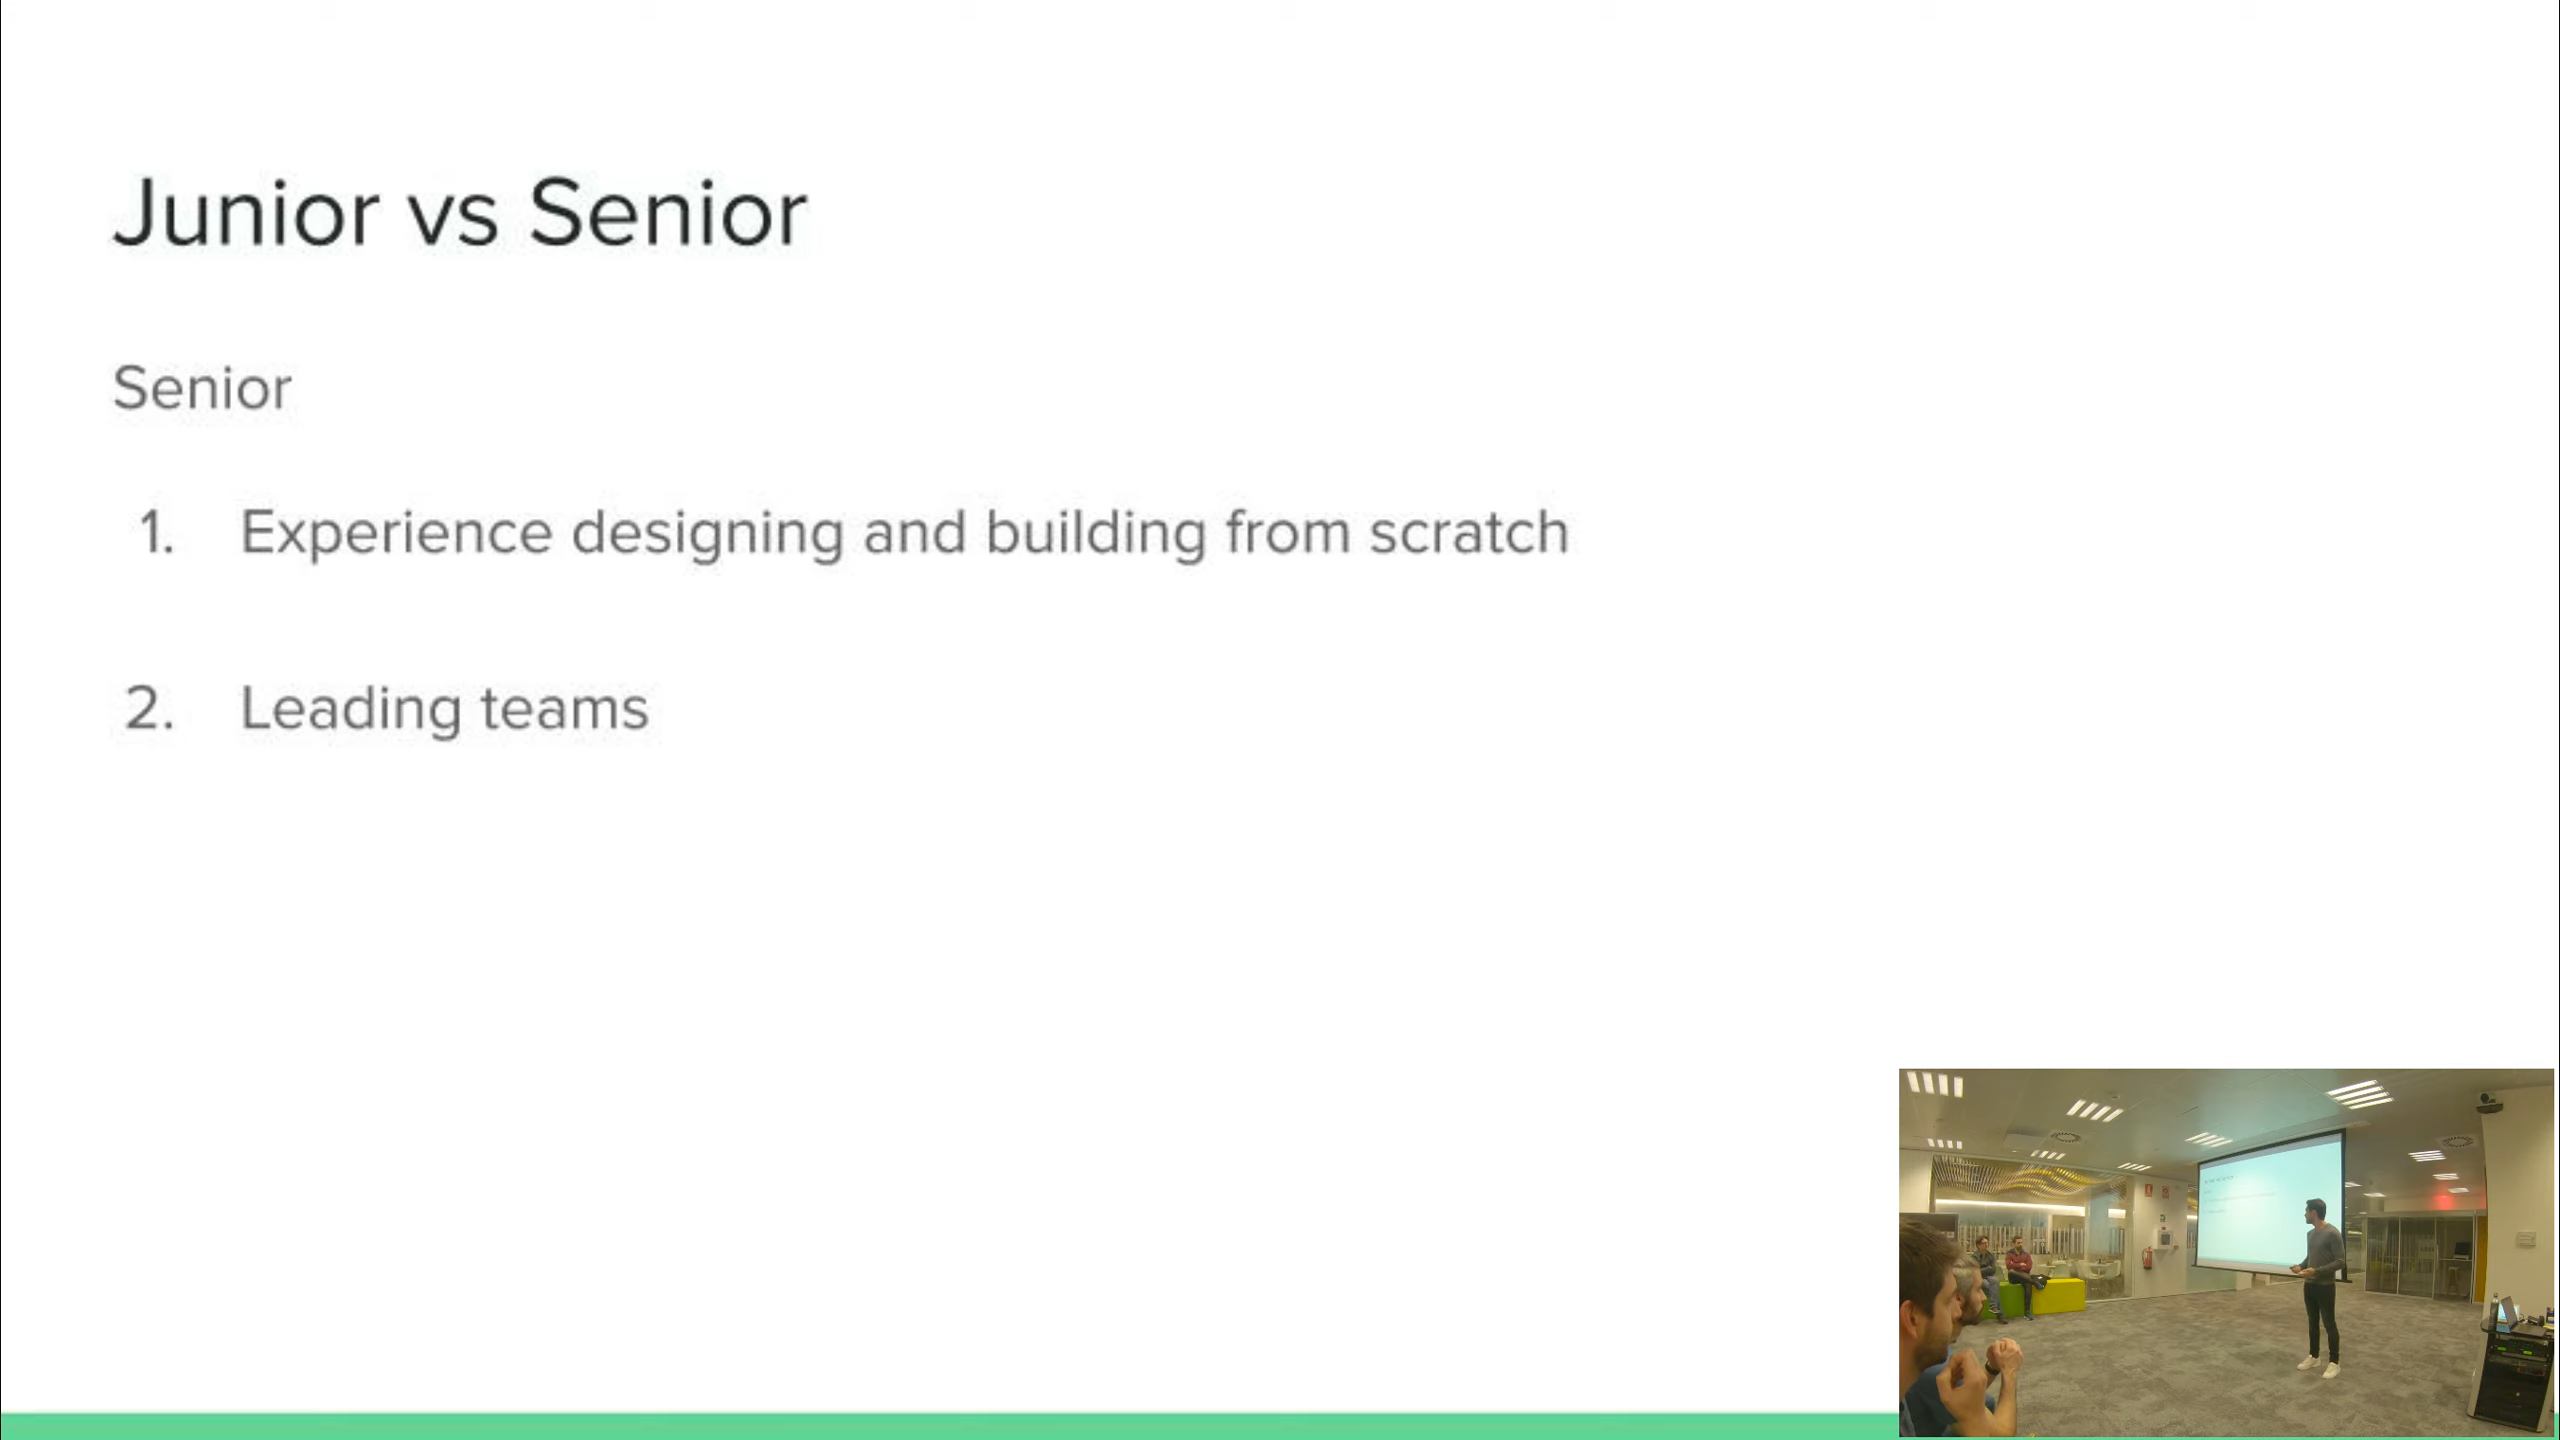 Junior vs Senior
Senior
1. Experience designing and building from scratch
2. Leading teams